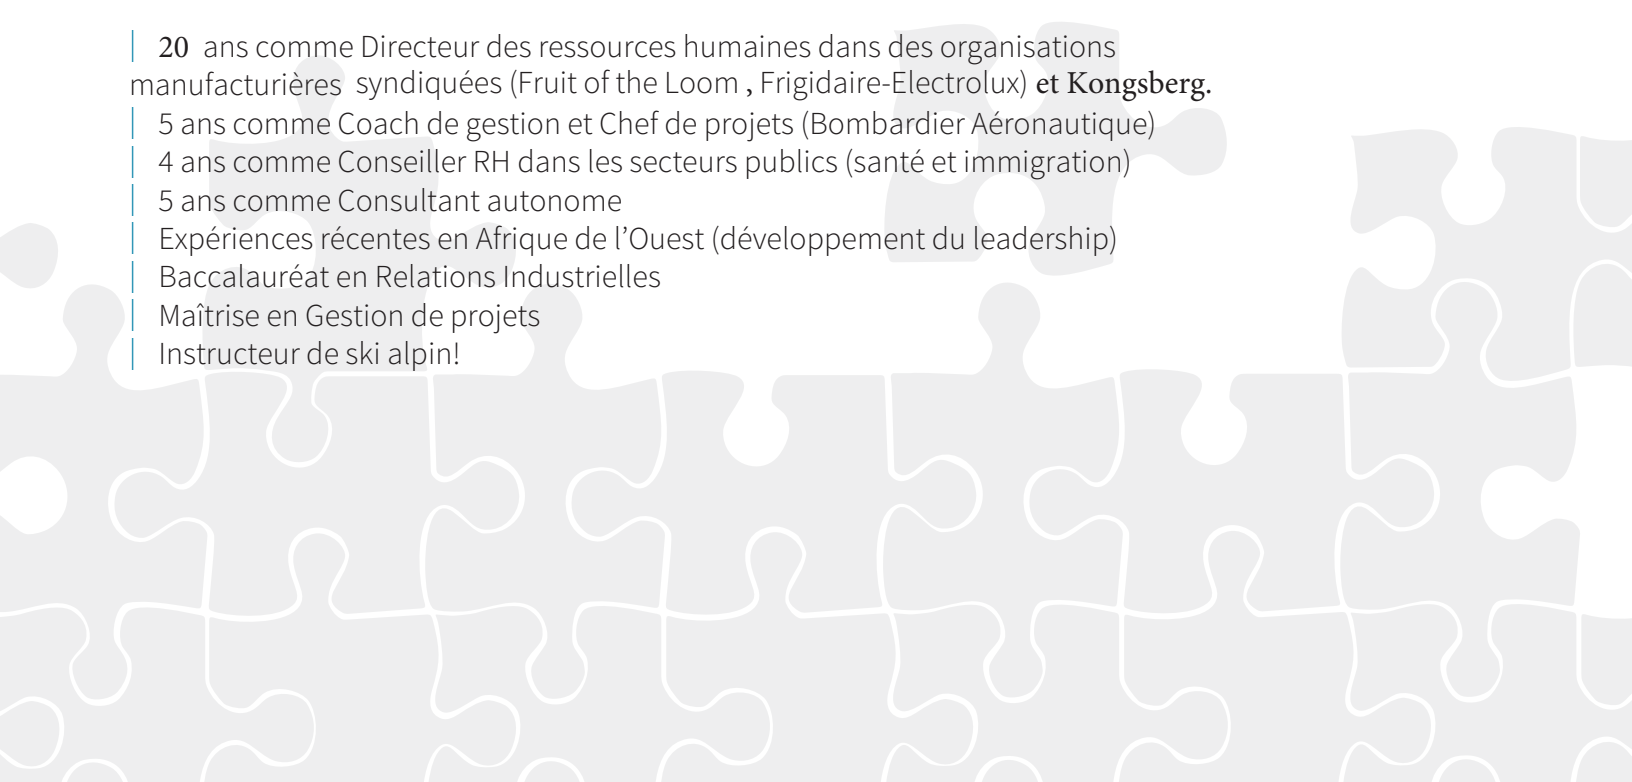 20 ans comme Directeur des ressources humaines dans des organisations
manufacturières syndiquées (Fruit of the Loom , Frigidaire-Electrolux) et Kongsberg.
5 ans comme Coach de gestion et Chef de projets (Bombardier Aéronautique)
4 ans comme Conseiller RH dans les secteurs publics (santé et immigration)
5 ans comme Consultant autonome
Expériences récentes en Afrique de l’Ouest (développement du leadership)
Baccalauréat en Relations Industrielles
Maîtrise en Gestion de projets
Instructeur de ski alpin!